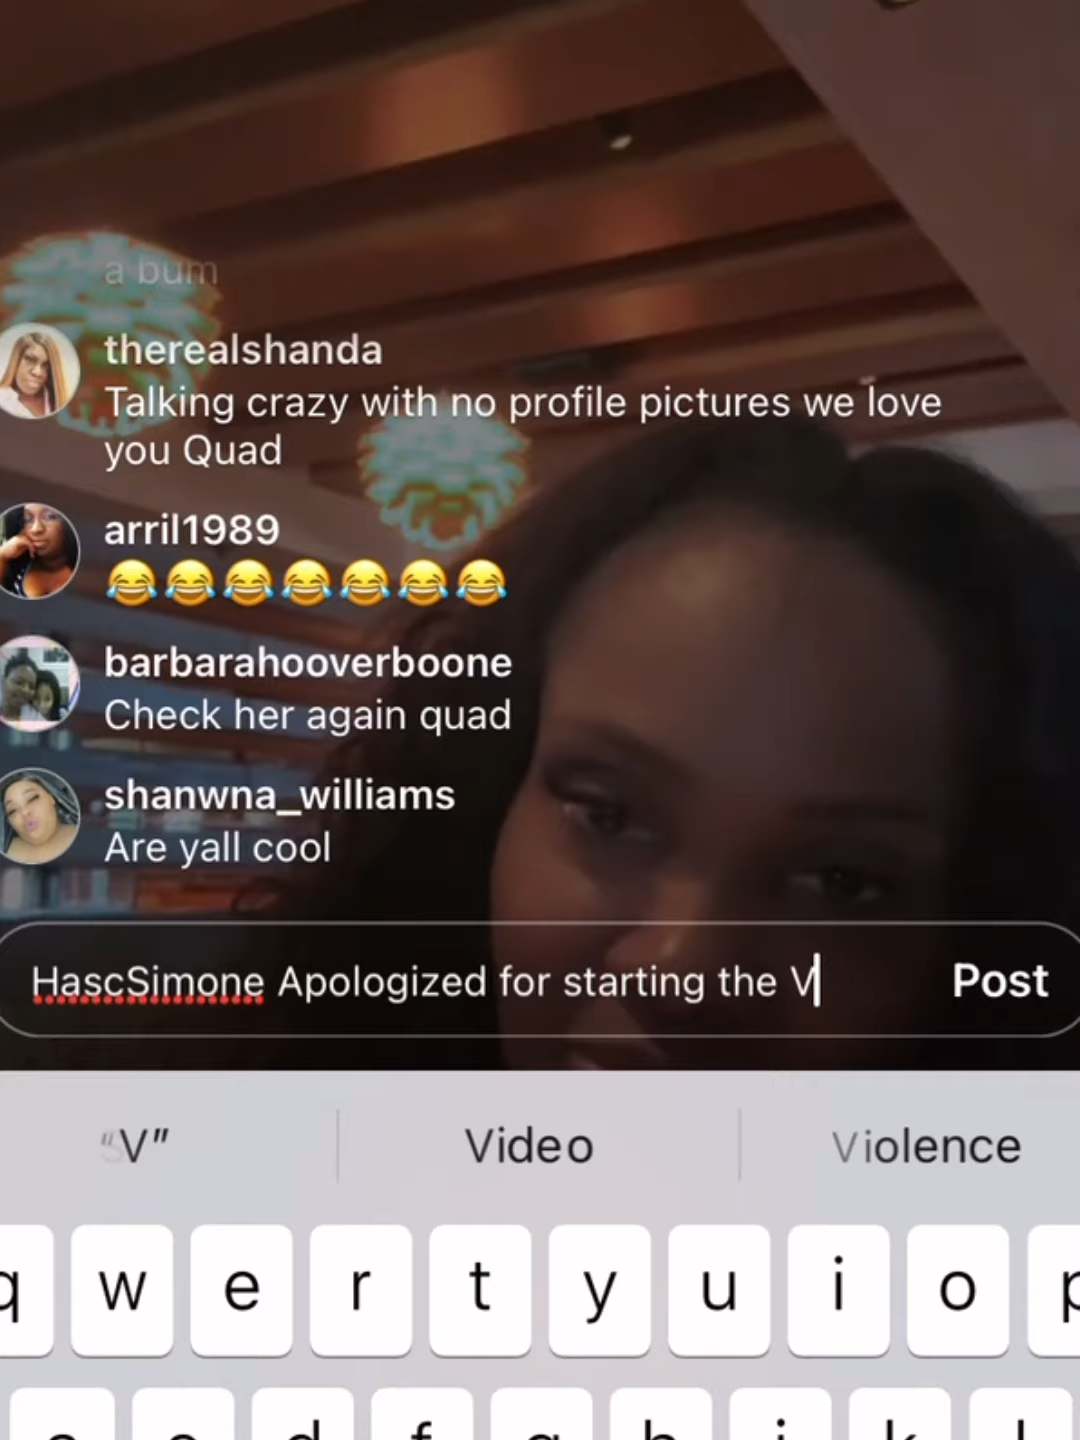 a bum
therealshanda
Talking crazy with no profile pictures we love
you Quad
arril1989
😂😂😂😂😂😂😂
barbarahooverboone
Check her again quad
shanwna_williams
Are yall cool
HascSimone Apologized for starting the V
Post
"V" Video Violence
q w e r t y u i o p